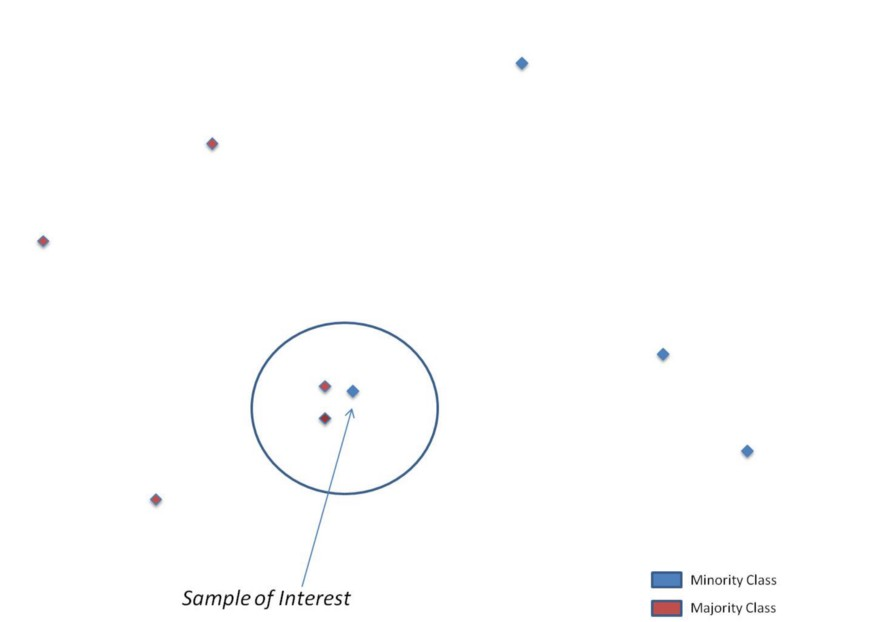 Sample of Interest
Minority Class
Majority Class